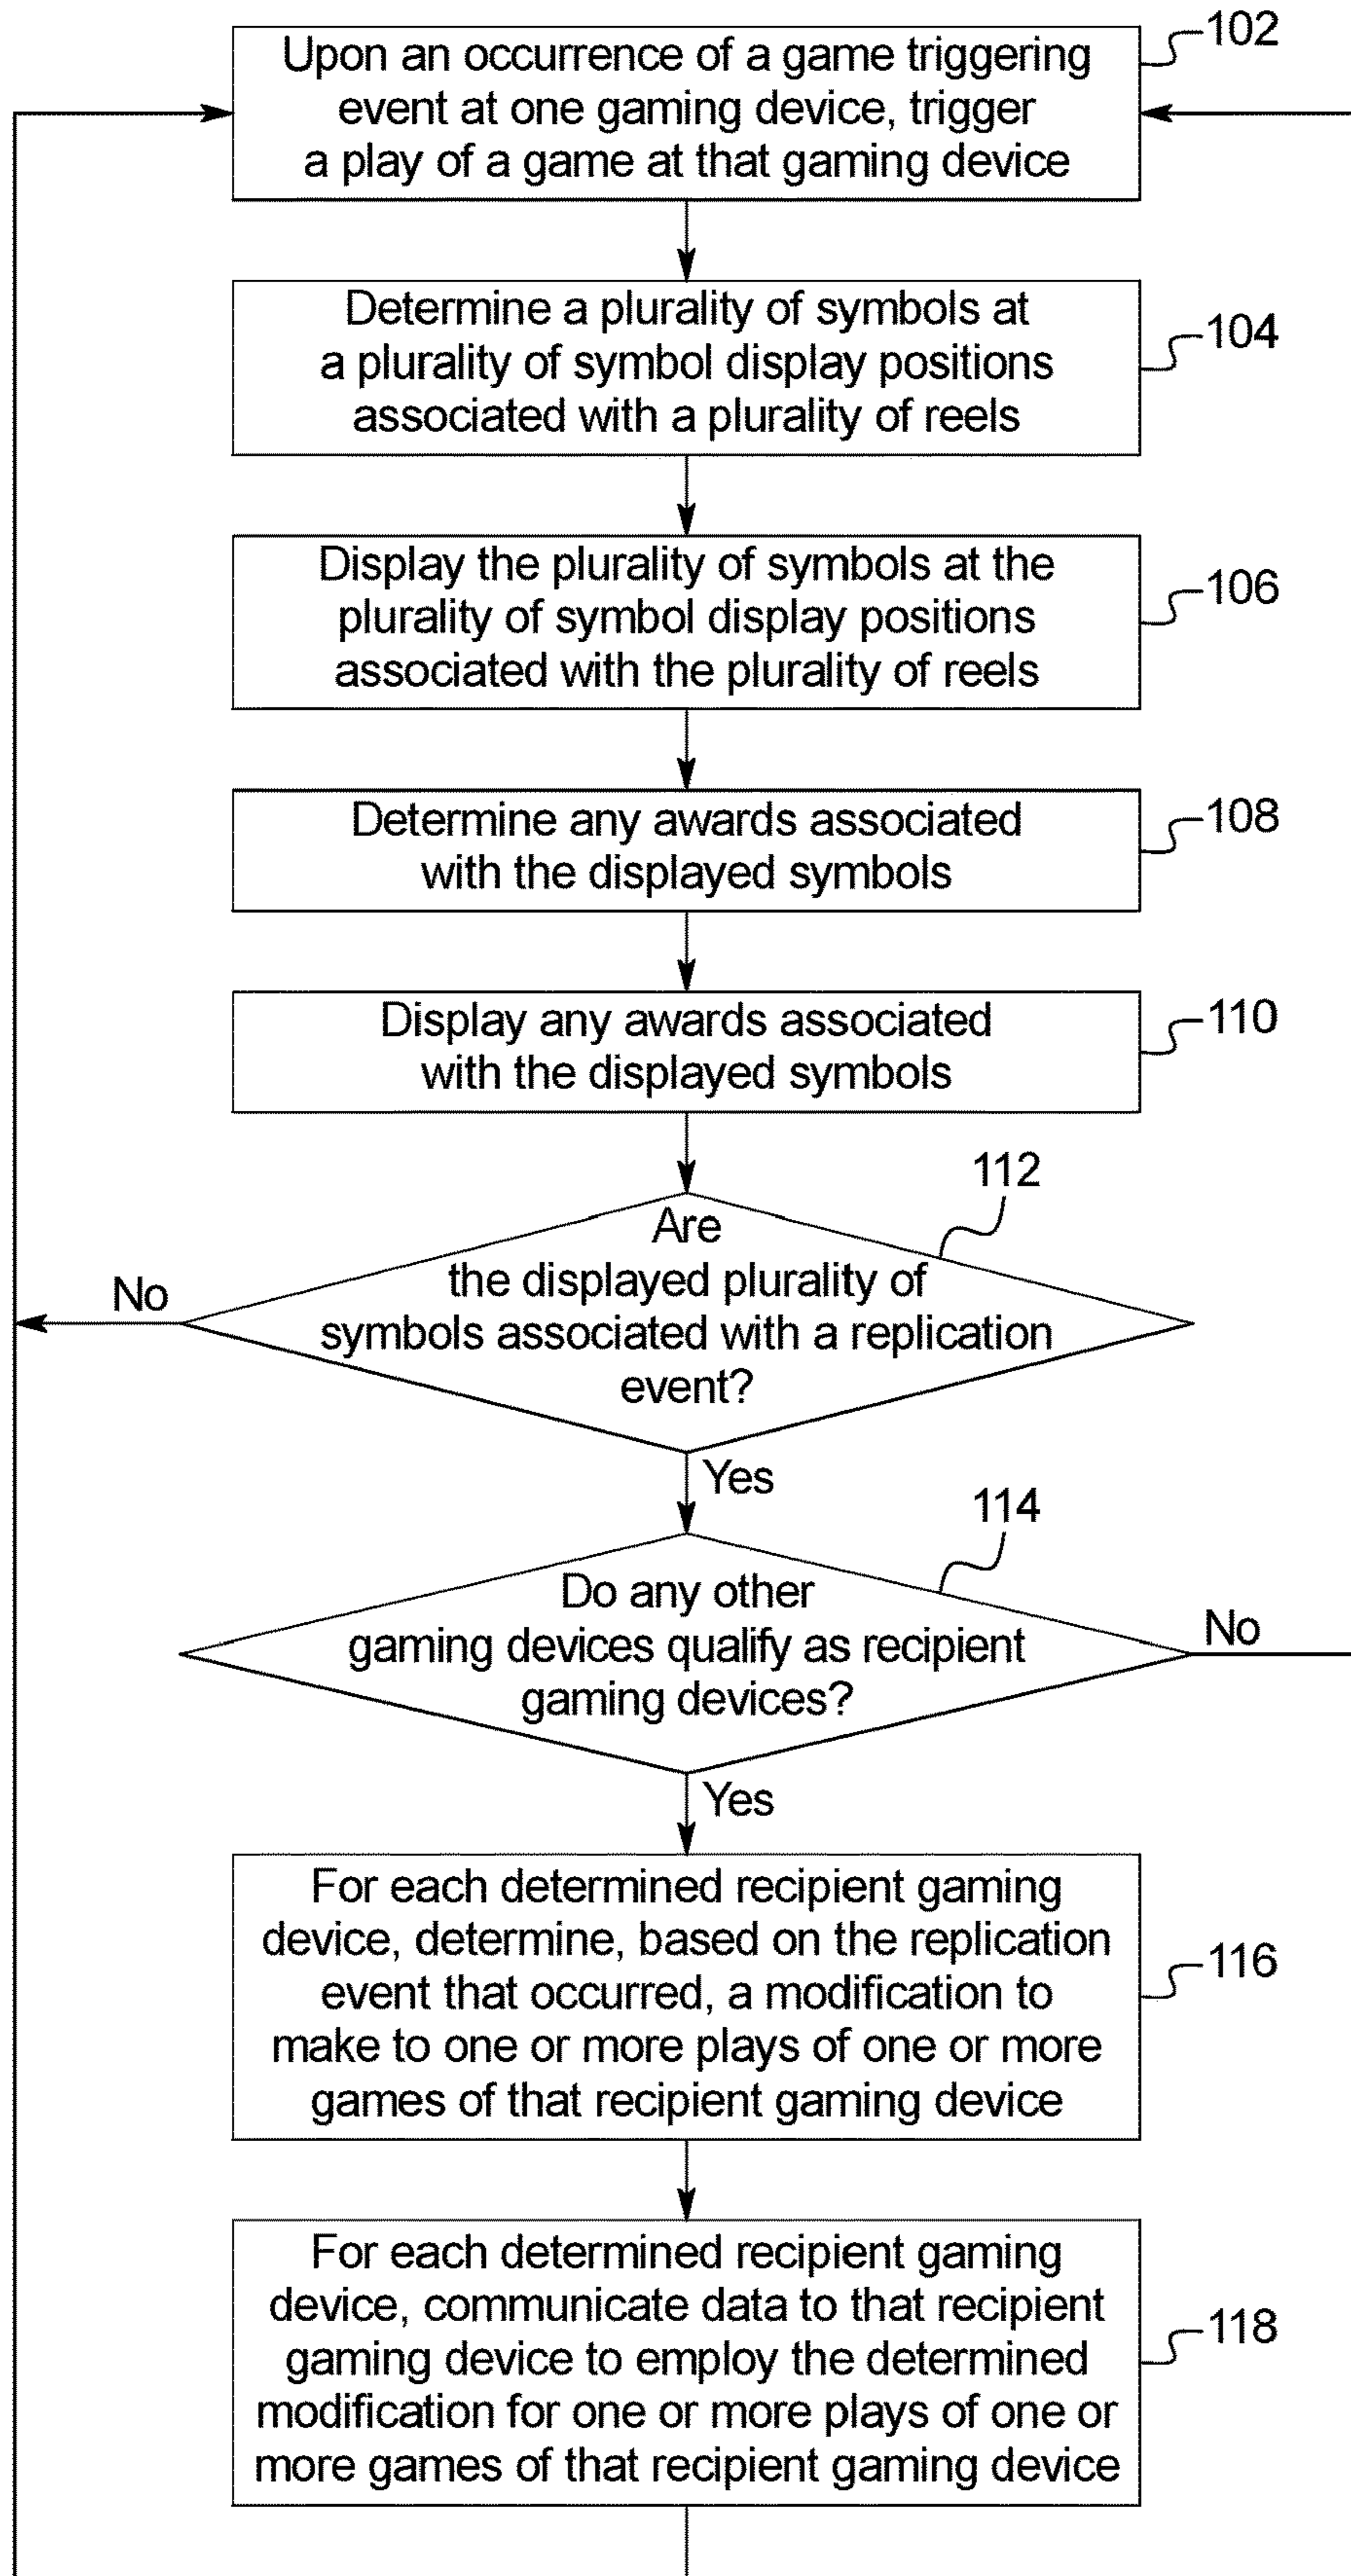 Upon an occurrence of a game triggering
event at one gaming device, trigger
a play of a game at that gaming device
102
Determine a plurality of symbols at
a plurality of symbol display positions
associated with a plurality of reels
104
Display the plurality of symbols at the
plurality of symbol display positions
associated with the plurality of reels
106
Determine any awards associated
with the displayed symbols
108
Display any awards associated
with the displayed symbols
110
112
Are
the displayed plurality of
symbols associated with a replication
event?
No
Yes
114
Do any other
gaming devices qualify as recipient
gaming devices?
No
Yes
For each determined recipient gaming
device, determine, based on the replication
event that occurred, a modification to
make to one or more plays of one or more
games of that recipient gaming device
116
For each determined recipient gaming
device, communicate data to that recipient
gaming device to employ the determined
modification for one or more plays of one or
more games of that recipient gaming device
118